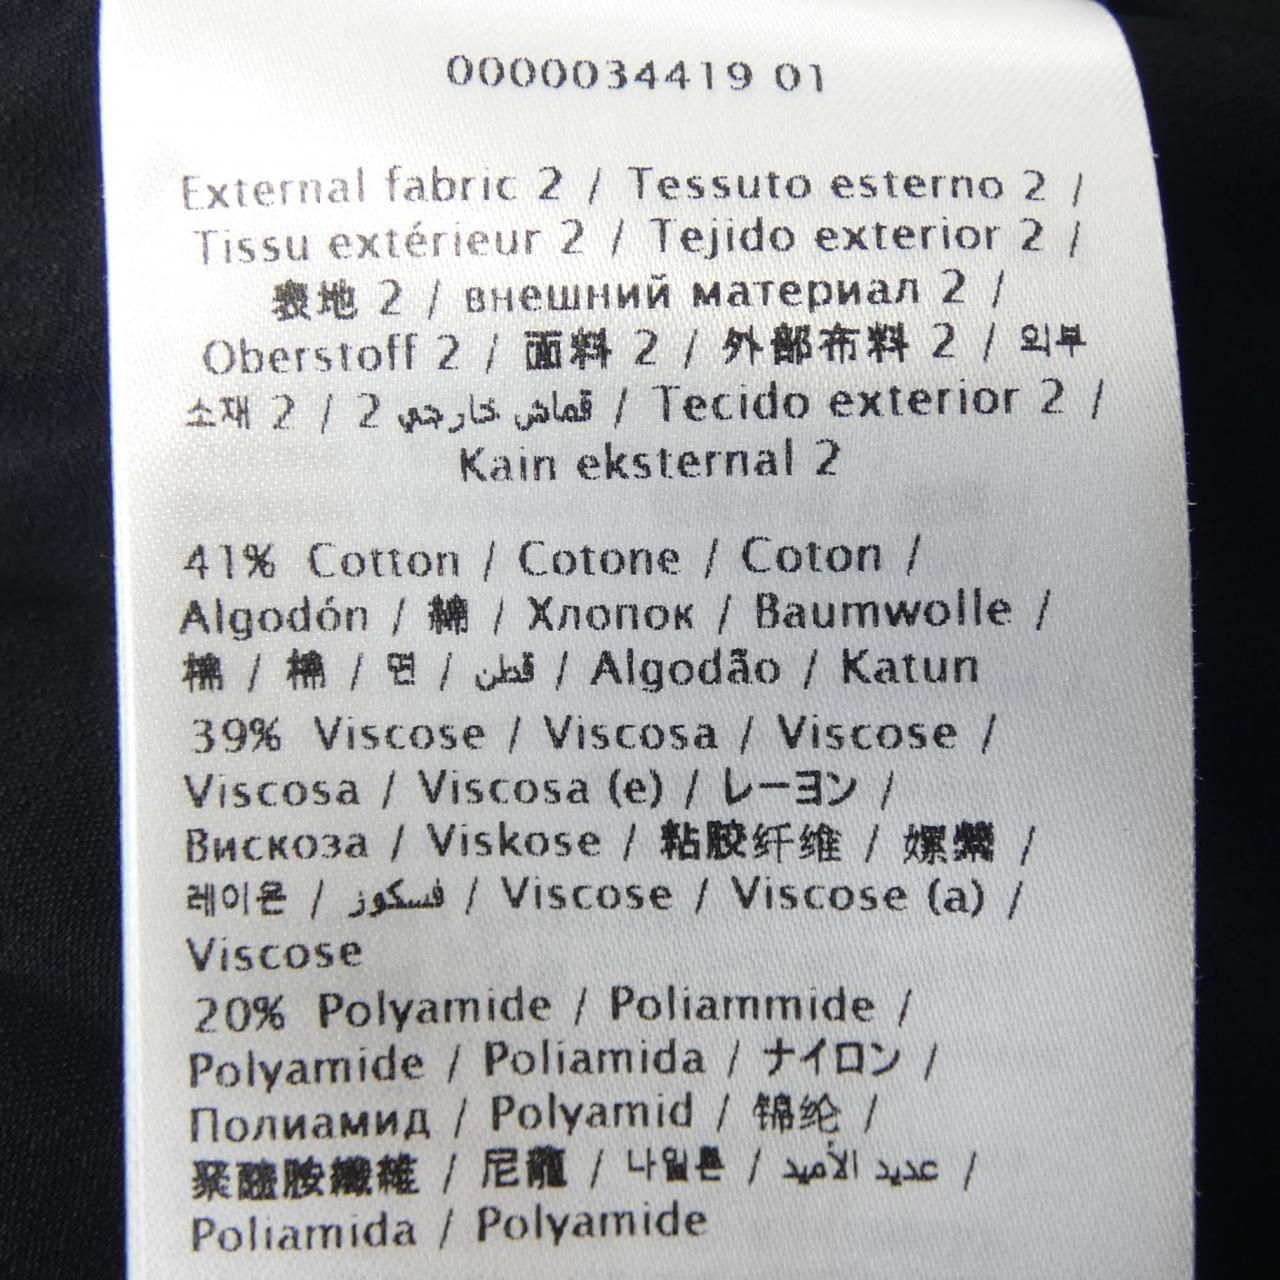 0000034419 01
External fabric 2 / Tessuto esterno 2 /
Tissu extérieur 2 / Tejido exterior 2 /
表地 2 / внешний материал 2 /
Oberstoff 2 / 面料 2 / 外部布料 2 / 외부
소재 2 / 2 قماش خارجي / Tecido exterior 2 /
Kain eksternal 2
41% Cotton / Cotone / Coton /
Algodón / 綿 / Хлопок / Baumwolle /
棉 / 棉 / 면 / قطن / Algodão / Katun
39% Viscose / Viscosa / Viscose /
Viscosa / Viscosa (e) / レーヨン /
Вискоза / Viskose / 粘胶纤维 / 嫘縈 /
레이온 / فسكوز / Viscose / Viscose (a) /
Viscose
20% Polyamide / Poliammide /
Polyamide / Poliamida / ナイロン /
Полиамид / Polyamid / 锦纶 /
聚醯胺纖維 / 尼龍 / 나일론 / عديد الأميد /
Poliamida / Polyamide